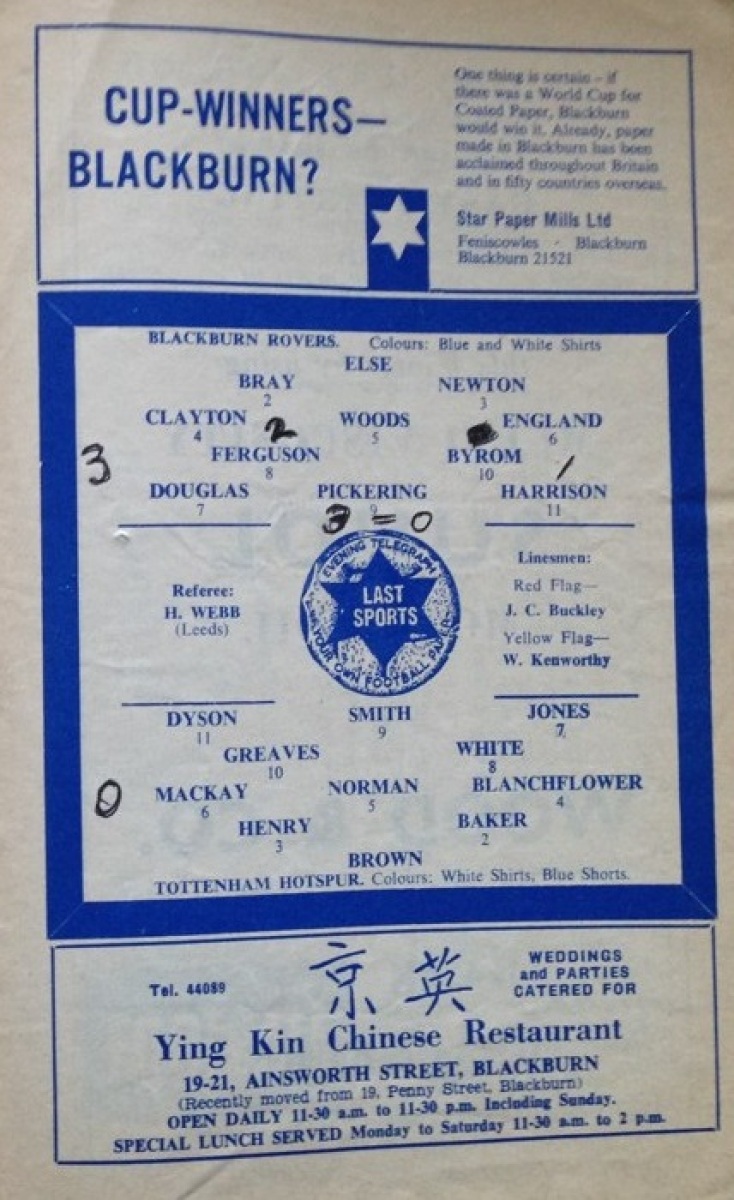 CUP-WINNERS—
BLACKBURN?
One thing is certain - if
there was a World Cup for
Coated Paper, Blackburn
would win it. Already, paper
made in Blackburn has been
acclaimed throughout Britain
and in fifty countries overseas.
Star Paper Mills Ltd
Feniscowles - Blackburn
Blackburn 21521
BLACKBURN ROVERS. Colours: Blue and White Shirts
ELSE
BRAY NEWTON
2 3
CLAYTON WOODS ENGLAND
4 2 5 6
3
FERGUSON BYROM
8 10 /
DOUGLAS PICKERING HARRISON
7 9 11
3 = 0
Referee:
H. WEBB
(Leeds)
EVENING TELEGRAPH
LAST
SPORTS
YOUR OWN FOOTBALL PAPER
Linesmen:
Red Flag—
J. C. Buckley
Yellow Flag—
W. Kenworthy
DYSON SMITH JONES
11 9 7
GREAVES WHITE
10 8
0
MACKAY NORMAN BLANCHFLOWER
6 5 4
HENRY BAKER
3 2
BROWN
TOTTENHAM HOTSPUR. Colours: White Shirts, Blue Shorts.
Tel. 44089
京英
WEDDINGS
and PARTIES
CATERED FOR
Ying Kin Chinese Restaurant
19-21, AINSWORTH STREET, BLACKBURN
(Recently moved from 19, Penny Street, Blackburn)
OPEN DAILY 11-30 a.m. to 11-30 p.m. Including Sunday.
SPECIAL LUNCH SERVED Monday to Saturday 11-30 a.m. to 2 p.m.